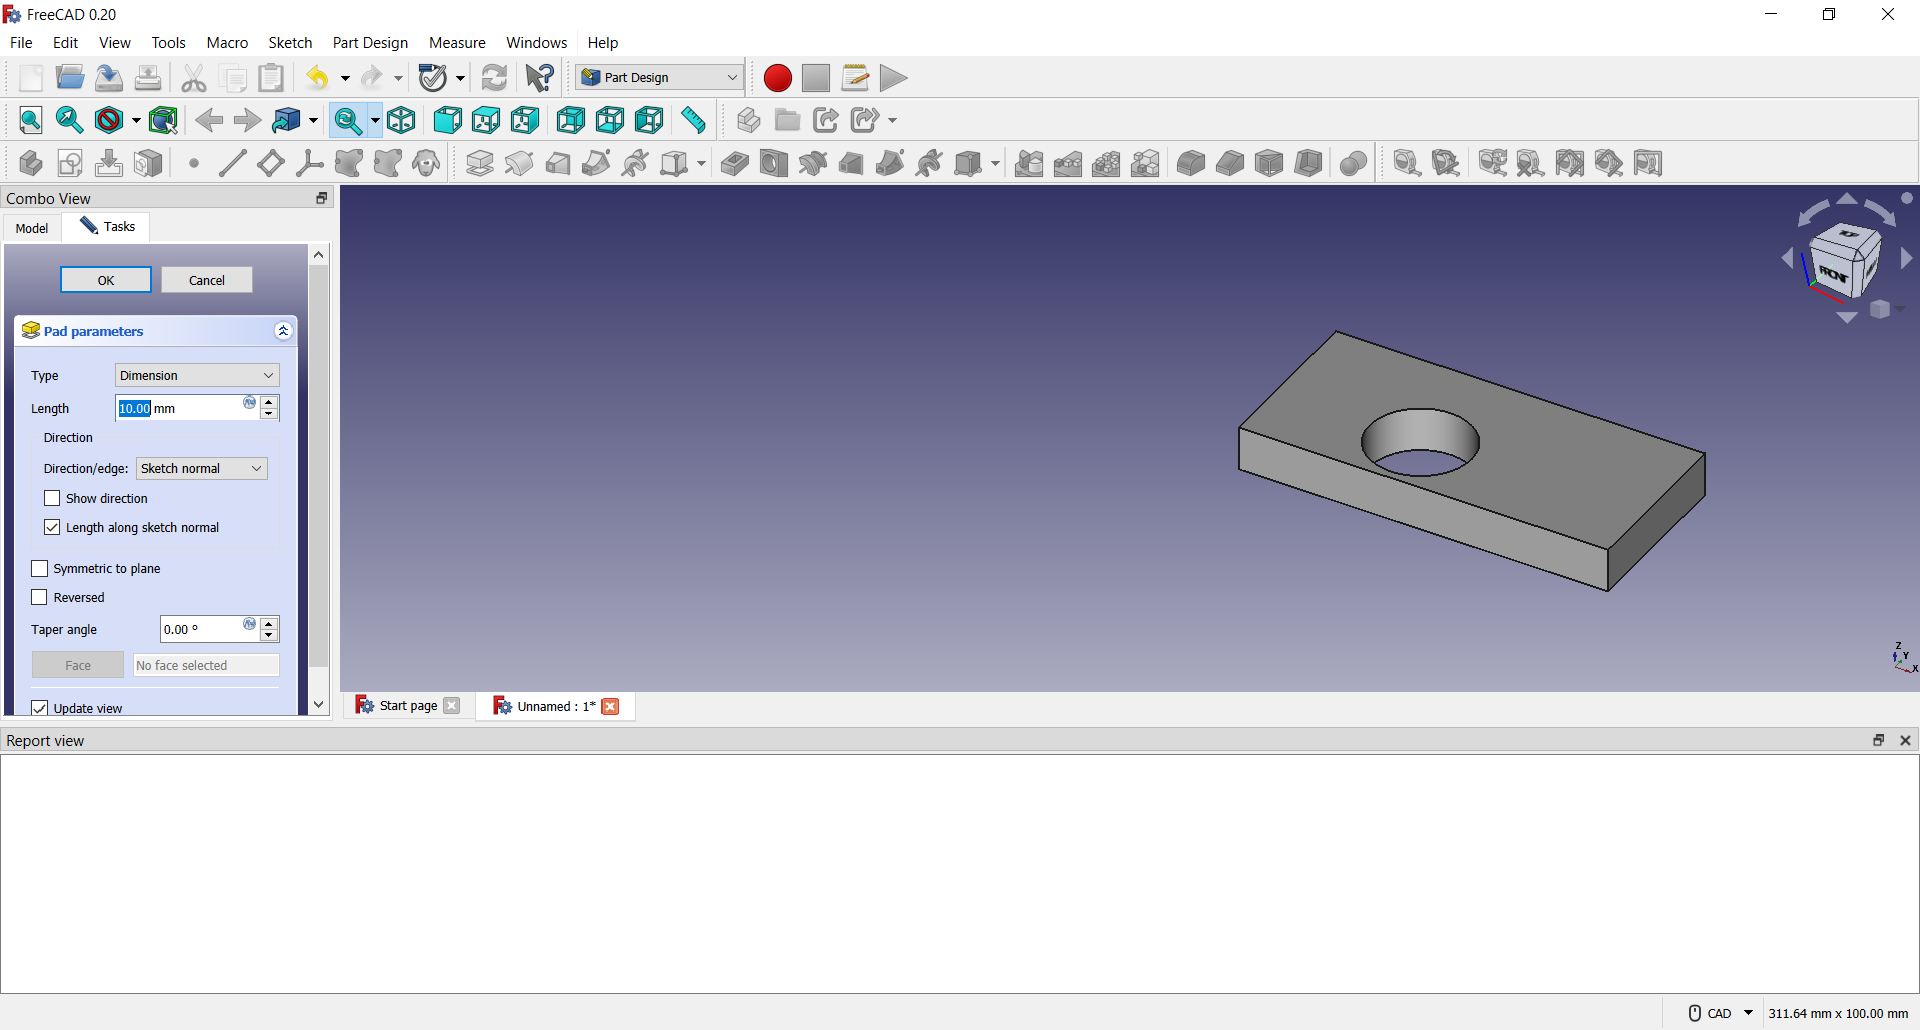 FreeCAD 0.20
File Edit View Tools Macro Sketch Part Design Measure Windows Help
Part Design
Combo View
Model Tasks
OK Cancel
Pad parameters
Type Dimension
Length 10.00 mm
Direction
Direction/edge: Sketch normal
Show direction
Length along sketch normal
Symmetric to plane
Reversed
Taper angle 0.00 °
Face No face selected
Update view
TOP
FRONT
Z
Y
X
Start page Unnamed : 1*
Report view
CAD 311.64 mm x 100.00 mm